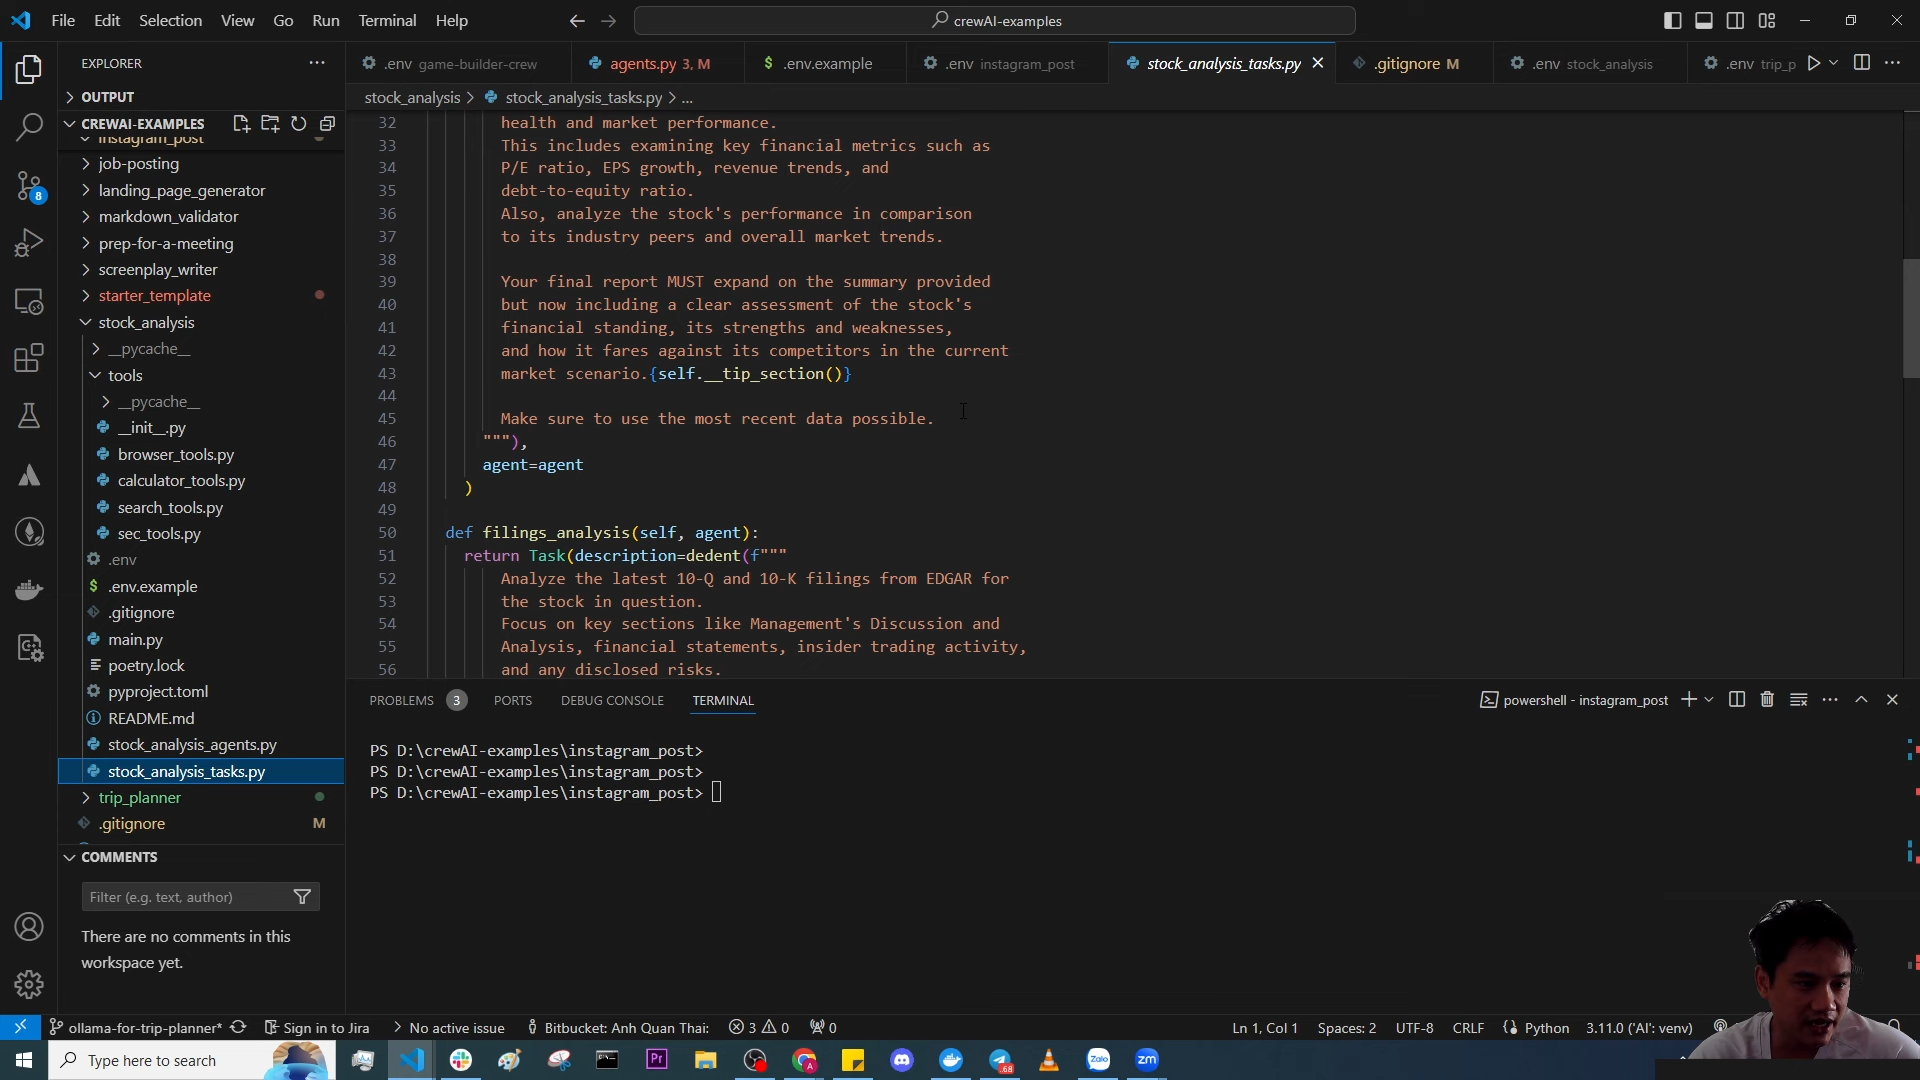 File Edit Selection View Go Run Terminal Help
crewAI-examples
EXPLORER
.env game-builder-crew
agents.py 3, M
$ .env.example
.env instagram_post
stock_analysis_tasks.py
.gitignore M
.env stock_analysis
.env trip_p
OUTPUT
stock_analysis > stock_analysis_tasks.py > ...
CREWAI-EXAMPLES
instagram_post
job-posting
landing_page_generator
markdown_validator
prep-for-a-meeting
screenplay_writer
starter_template
stock_analysis
__pycache__
tools
__pycache__
__init__.py
browser_tools.py
calculator_tools.py
search_tools.py
sec_tools.py
.env
$ .env.example
.gitignore
main.py
poetry.lock
pyproject.toml
README.md
stock_analysis_agents.py
stock_analysis_tasks.py
trip_planner
.gitignore M
COMMENTS
Filter (e.g. text, author)
There are no comments in this
workspace yet.
32 health and market performance.
33 This includes examining key financial metrics such as
34 P/E ratio, EPS growth, revenue trends, and
35 debt-to-equity ratio.
36 Also, analyze the stock's performance in comparison
37 to its industry peers and overall market trends.
38
39 Your final report MUST expand on the summary provided
40 but now including a clear assessment of the stock's
41 financial standing, its strengths and weaknesses,
42 and how it fares against its competitors in the current
43 market scenario.{self.__tip_section()}
44
45 Make sure to use the most recent data possible.
46 """),
47 agent=agent
48 )
49
50 def filings_analysis(self, agent):
51 return Task(description=dedent(f"""
52 Analyze the latest 10-Q and 10-K filings from EDGAR for
53 the stock in question.
54 Focus on key sections like Management's Discussion and
55 Analysis, financial statements, insider trading activity,
56 and any disclosed risks.
PROBLEMS 3 PORTS DEBUG CONSOLE TERMINAL
powershell - instagram_post
PS D:\crewAI-examples\instagram_post>
PS D:\crewAI-examples\instagram_post>
PS D:\crewAI-examples\instagram_post>
8
ollama-for-trip-planner* Sign in to Jira No active issue Bitbucket: Anh Quan Thai: 3 0 0
Ln 1, Col 1 Spaces: 2 UTF-8 CRLF Python 3.11.0 ('AI': venv)
Type here to search
Pr
A
.68
Zalo
zm